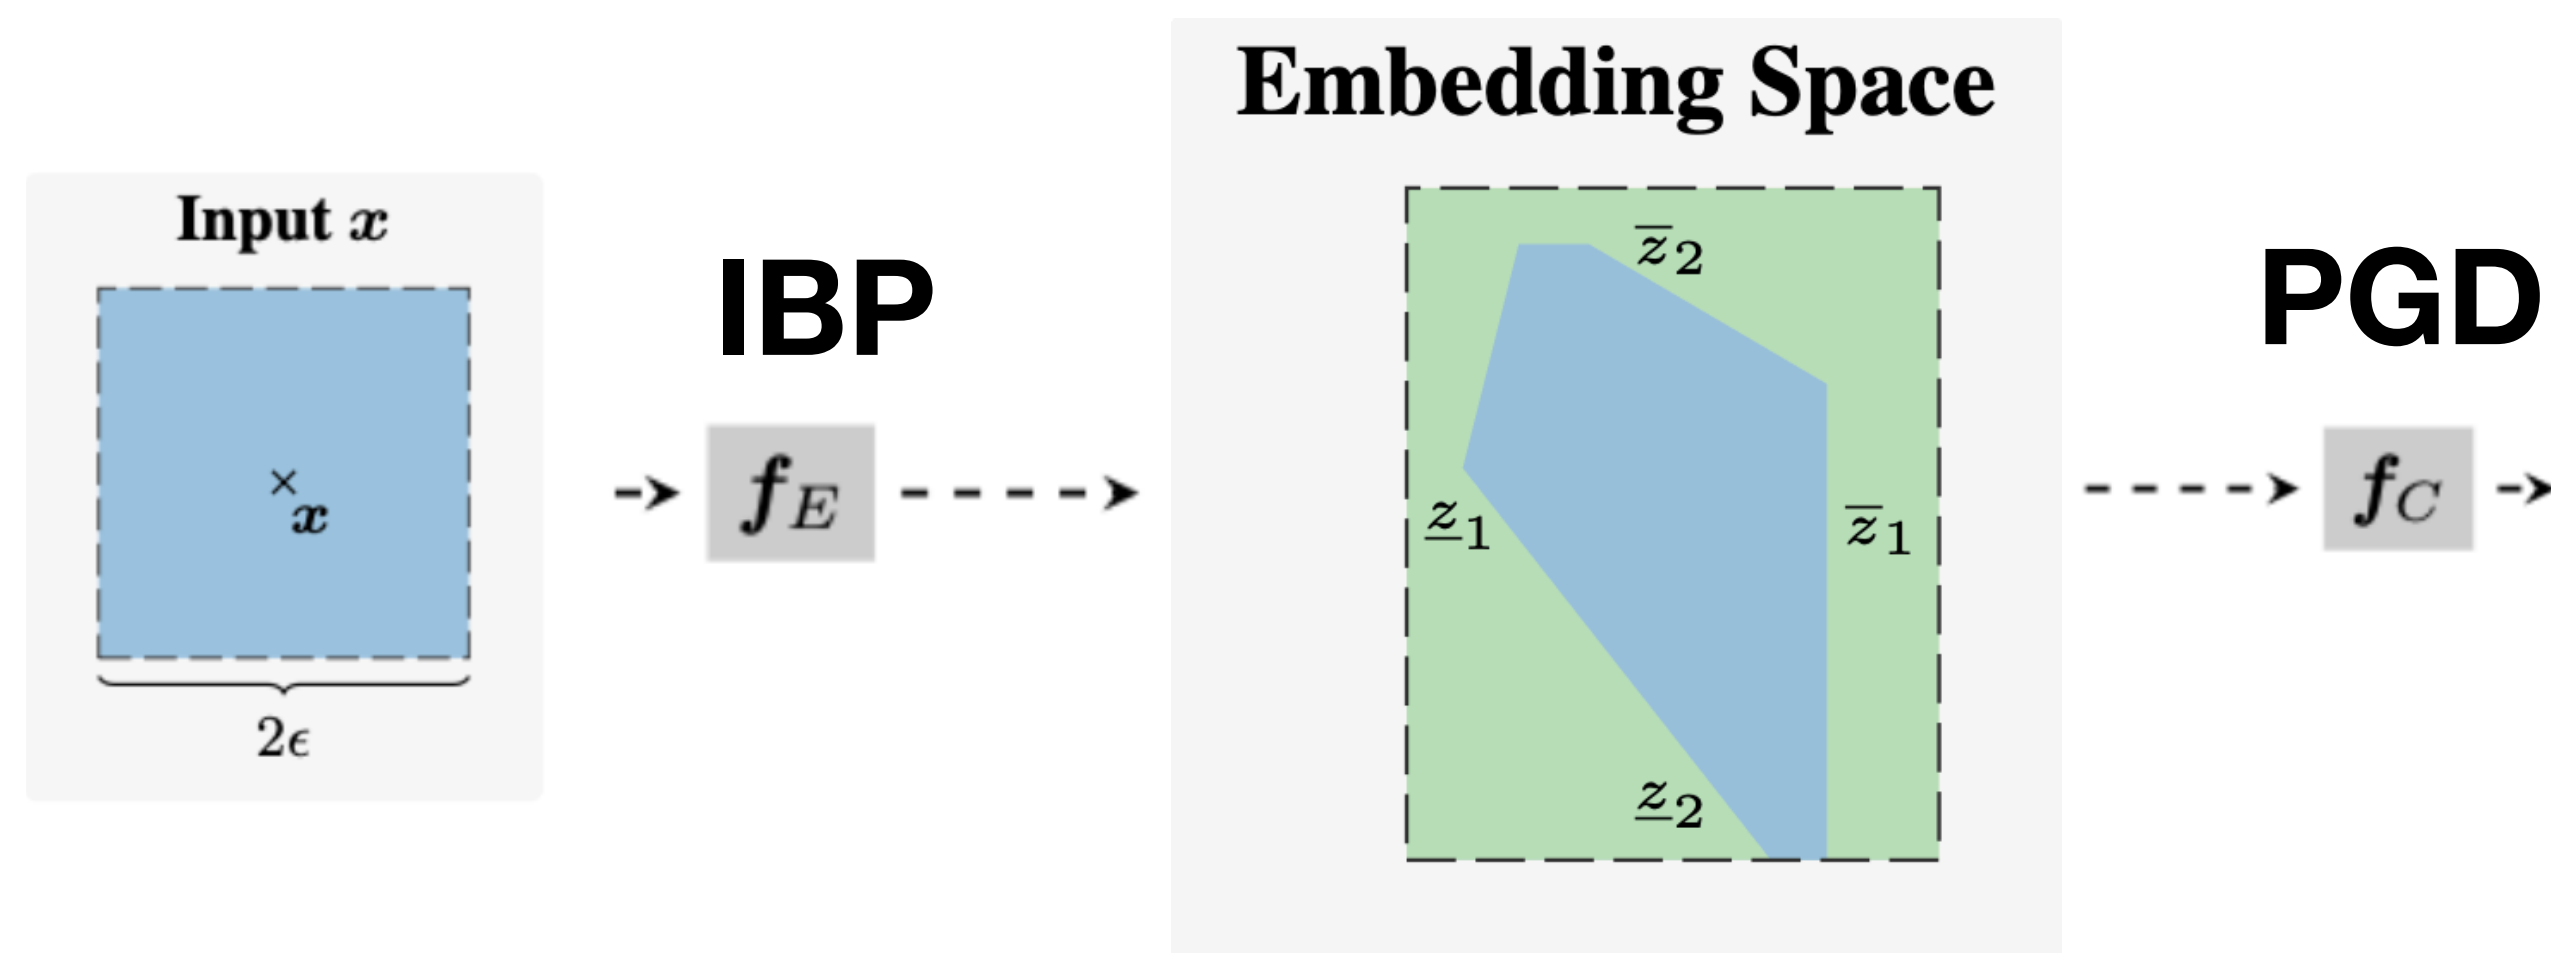 Input x
x
2ϵ
IBP
f_E
Embedding Space
z̅₂
z̲₁
z̅₁
z̲₂
PGD
f_C